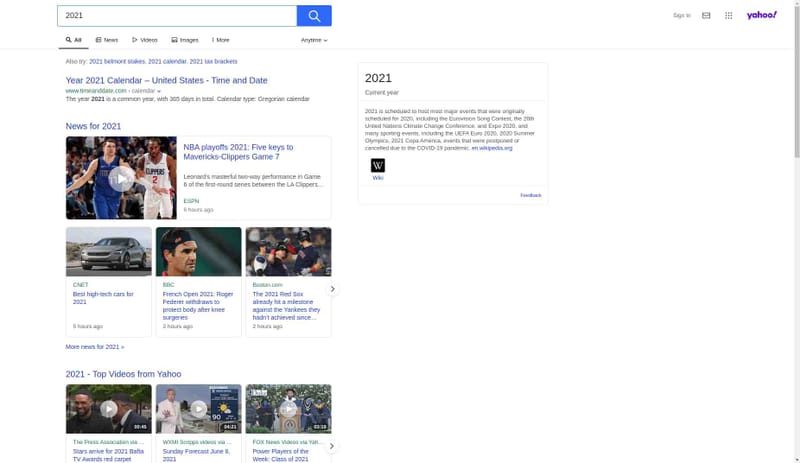 2021
Sign in
yahoo!
All
News
Videos
Images
More
Anytime
Also try: 2021 belmont stakes, 2021 calendar, 2021 tax brackets
Year 2021 Calendar – United States - Time and Date
www.timeanddate.com › calendar
The year 2021 is a common year, with 365 days in total. Calendar type: Gregorian calendar
News for 2021
NBA playoffs 2021: Five keys to
Mavericks-Clippers Game 7
Leonard's masterful two-way performance in Game
6 of the first-round series between the LA Clippers...
ESPN
9 hours ago
CNET
Best high-tech cars for
2021
5 hours ago
BBC
French Open 2021: Roger
Federer withdraws to
protect body after knee
surgeries
2 hours ago
Boston.com
The 2021 Red Sox
already hit a milestone
against the Yankees they
hadn't achieved since...
2 hours ago
More news for 2021 »
2021 - Top Videos from Yahoo
00:45
04:21
90
03:19
The Press Association via ...
Stars arrive for 2021 Bafta
TV Awards red carpet
WXMI Scripps videos via ...
Sunday Forecast June 6,
2021
FOX News Videos via Yah...
Power Players of the
Week: Class of 2021
2021
Current year
2021 is scheduled to host most major events that were originally
scheduled for 2020, including the Eurovision Song Contest, the 26th
United Nations Climate Change Conference, and Expo 2020, and
many sporting events, including the UEFA Euro 2020, 2020 Summer
Olympics, 2021 Copa América, events that were postponed or
cancelled due to the COVID-19 pandemic. en.wikipedia.org
W
Wiki
Feedback